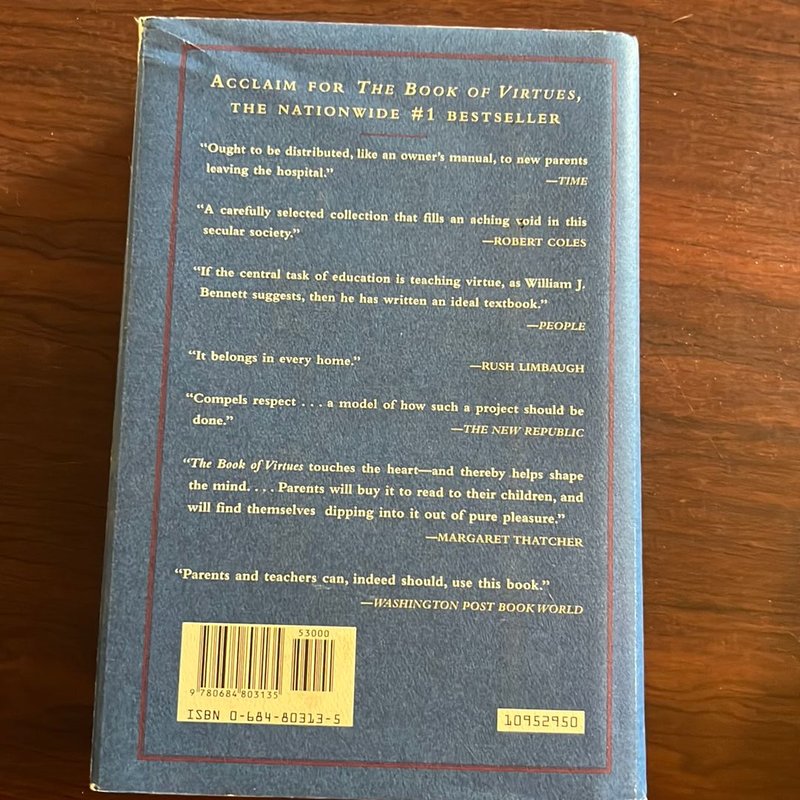 ACCLAIM FOR THE BOOK OF VIRTUES,
THE NATIONWIDE #1 BESTSELLER
“Ought to be distributed, like an owner’s manual, to new parents
leaving the hospital.”
—TIME
“A carefully selected collection that fills an aching void in this
secular society.”
—ROBERT COLES
“If the central task of education is teaching virtue, as William J.
Bennett suggests, then he has written an ideal textbook.”
—PEOPLE
“It belongs in every home.”
—RUSH LIMBAUGH
“Compels respect . . . a model of how such a project should be
done.”
—THE NEW REPUBLIC
“The Book of Virtues touches the heart—and thereby helps shape
the mind. . . . Parents will buy it to read to their children, and
will find themselves dipping into it out of pure pleasure.”
—MARGARET THATCHER
“Parents and teachers can, indeed should, use this book.”
—WASHINGTON POST BOOK WORLD
53000
9 780684 803135
ISBN 0-684-80313-5
10952950